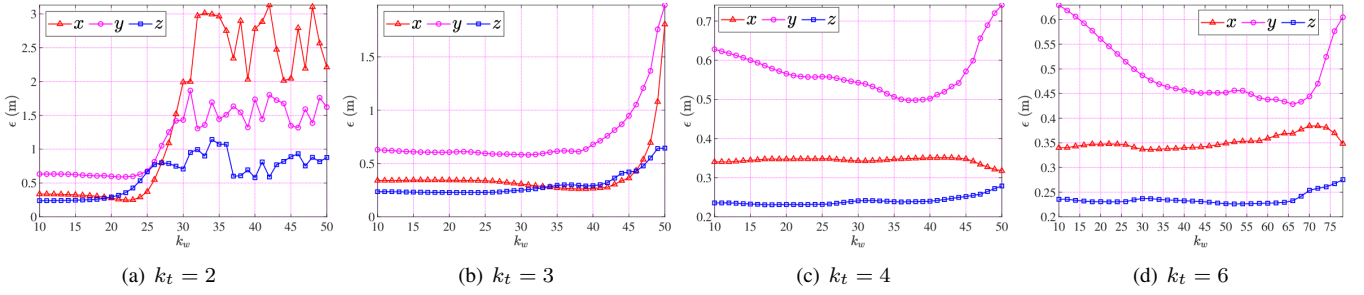 x y z
3
2.5
2
1.5
1
0.5
0
ϵ (m)
10 15 20 25 30 35 40 45 50
k_w
(a) k_t = 2
x y z
1.5
1
0.5
0
ϵ (m)
10 15 20 25 30 35 40 45 50
k_w
(b) k_t = 3
x y z
0.7
0.6
0.5
0.4
0.3
0.2
ϵ (m)
10 15 20 25 30 35 40 45 50
k_w
(c) k_t = 4
x y z
0.6
0.55
0.5
0.45
0.4
0.35
0.3
0.25
0.2
ϵ (m)
10 15 20 25 30 35 40 45 50 55 60 65 70 75
k_w
(d) k_t = 6